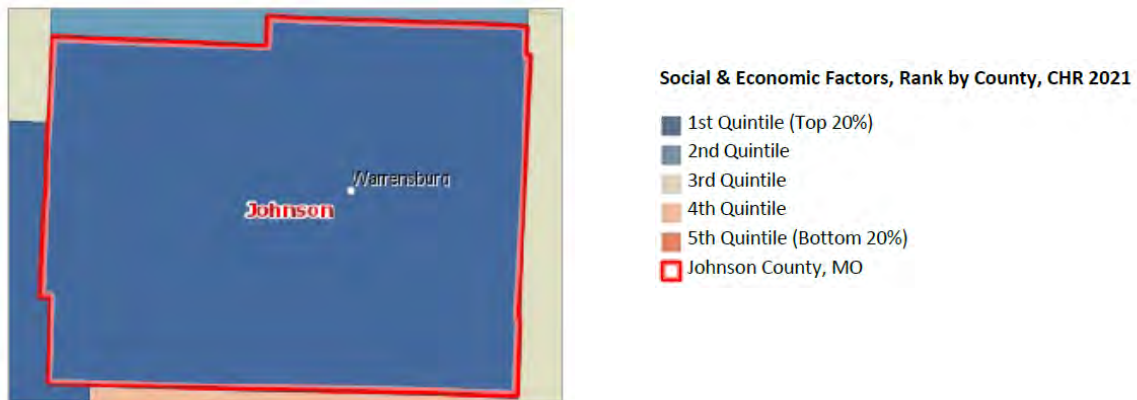 Warrensburg
Johnson
Social & Economic Factors, Rank by County, CHR 2021
1st Quintile (Top 20%)
2nd Quintile
3rd Quintile
4th Quintile
5th Quintile (Bottom 20%)
Johnson County, MO